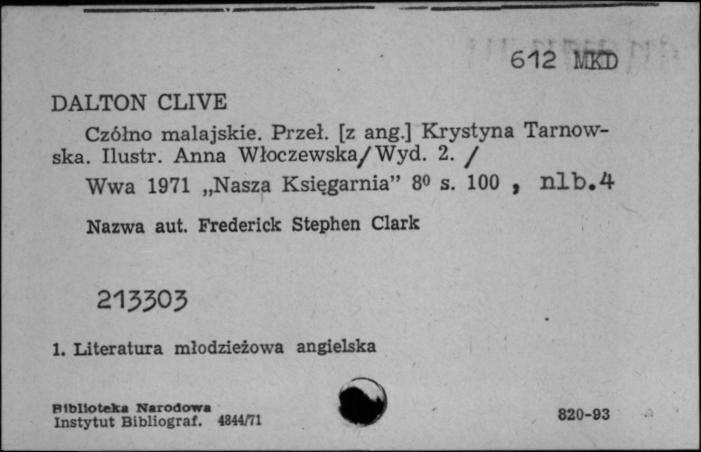 612 MKD
DALTON CLIVE
Czółno malajskie. Przeł. [z ang.] Krystyna Tarnow-
ska. Ilustr. Anna Włoczewska/ Wyd. 2. /
Wwa 1971 „Nasza Księgarnia” 8⁰ s. 100 , nlb.4
Nazwa aut. Frederick Stephen Clark
213303
1. Literatura młodzieżowa angielska
Biblioteka Narodowa
Instytut Bibliograf. 4844/71
820-93